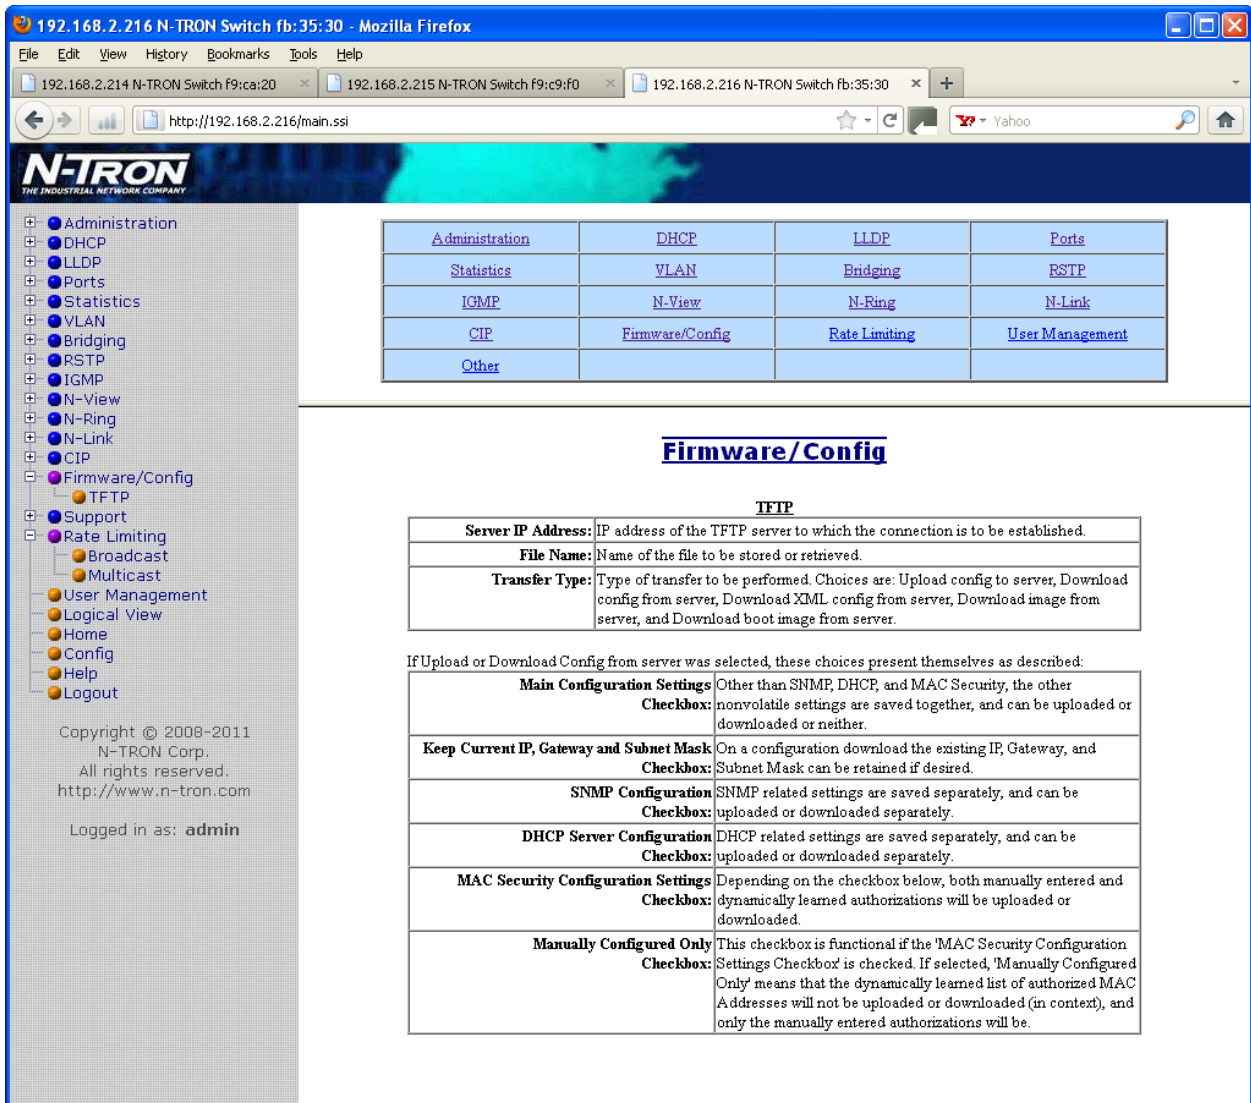 192.168.2.216 N-TRON Switch fb:35:30 - Mozilla Firefox
File Edit View History Bookmarks Tools Help
192.168.2.214 N-TRON Switch f9:ca:20 × 192.168.2.215 N-TRON Switch f9:c9:f0 × 192.168.2.216 N-TRON Switch fb:35:30 × +
http://192.168.2.216/main.ssi Yahoo
N-TRON
THE INDUSTRIAL NETWORK COMPANY
Administration
DHCP
LLDP
Ports
Statistics
VLAN
Bridging
RSTP
IGMP
N-View
N-Ring
N-Link
CIP
Firmware/Config
TFTP
Support
Rate Limiting
Broadcast
Multicast
User Management
Logical View
Home
Config
Help
Logout
Copyright © 2008-2011
N-TRON Corp.
All rights reserved.
http://www.n-tron.com
Logged in as: admin
Administration DHCP LLDP Ports
Statistics VLAN Bridging RSTP
IGMP N-View N-Ring N-Link
CIP Firmware/Config Rate Limiting User Management
Other
Firmware/Config
TFTP
Server IP Address: IP address of the TFTP server to which the connection is to be established.
File Name: Name of the file to be stored or retrieved.
Transfer Type: Type of transfer to be performed. Choices are: Upload config to server, Download
config from server, Download XML config from server, Download image from
server, and Download boot image from server.
If Upload or Download Config from server was selected, these choices present themselves as described:
Main Configuration Settings Other than SNMP, DHCP, and MAC Security, the other
Checkbox: nonvolatile settings are saved together, and can be uploaded or
downloaded or neither.
Keep Current IP, Gateway and Subnet Mask On a configuration download the existing IP, Gateway, and
Checkbox: Subnet Mask can be retained if desired.
SNMP Configuration SNMP related settings are saved separately, and can be
Checkbox: uploaded or downloaded separately.
DHCP Server Configuration DHCP related settings are saved separately, and can be
Checkbox: uploaded or downloaded separately.
MAC Security Configuration Settings Depending on the checkbox below, both manually entered and
Checkbox: dynamically learned authorizations will be uploaded or
downloaded.
Manually Configured Only This checkbox is functional if the 'MAC Security Configuration
Checkbox: Settings Checkbox' is checked. If selected, 'Manually Configured
Only' means that the dynamically learned list of authorized MAC
Addresses will not be uploaded or downloaded (in context), and
only the manually entered authorizations will be.